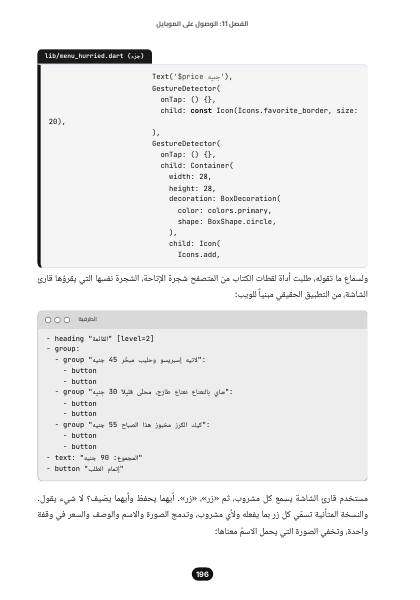 الفصل 11: الوصول على الموبايل
lib/menu_hurried.dart (جزء)
Text('$price جنيه'),
GestureDetector(
onTap: () {},
child: const Icon(Icons.favorite_border, size:
20),
),
GestureDetector(
onTap: () {},
child: Container(
width: 28,
height: 28,
decoration: BoxDecoration(
color: colors.primary,
shape: BoxShape.circle,
),
child: Icon(
Icons.add,
ولسماع ما تقوله، طلبت أداة لقطات الكتاب من المتصفح شجرة الإتاحة، الشجرة نفسها التي يقرؤها قارئ
الشاشة، من التطبيق الحقيقي مبنياً للويب:
الطرفية
- heading "القائمة" [level=2]
- group:
- group "لاتيه إسبريسو وحليب مبخّر 45 جنيه":
- button
- button
- group "شاي بالنعناع نعناع طازج، محلى قليلاً 30 جنيه":
- button
- button
- group "كيك الكرز مخبوز هذا الصباح 55 جنيه":
- button
- button
- text: "المجموع: 90 جنيه"
- button "إتمام الطلب"
مستخدم قارئ الشاشة يسمع كل مشروب، ثم «زر»، «زر». أيهما يحفظ وأيهما يضيف؟ لا شيء يقول.
والنسخة المتأنية تسمّي كل زر بما يفعله ولأي مشروب، وتدمج الصورة والاسم والوصف والسعر في وقفة
واحدة، وتخفي الصورة التي يحمل الاسمُ معناها:
196